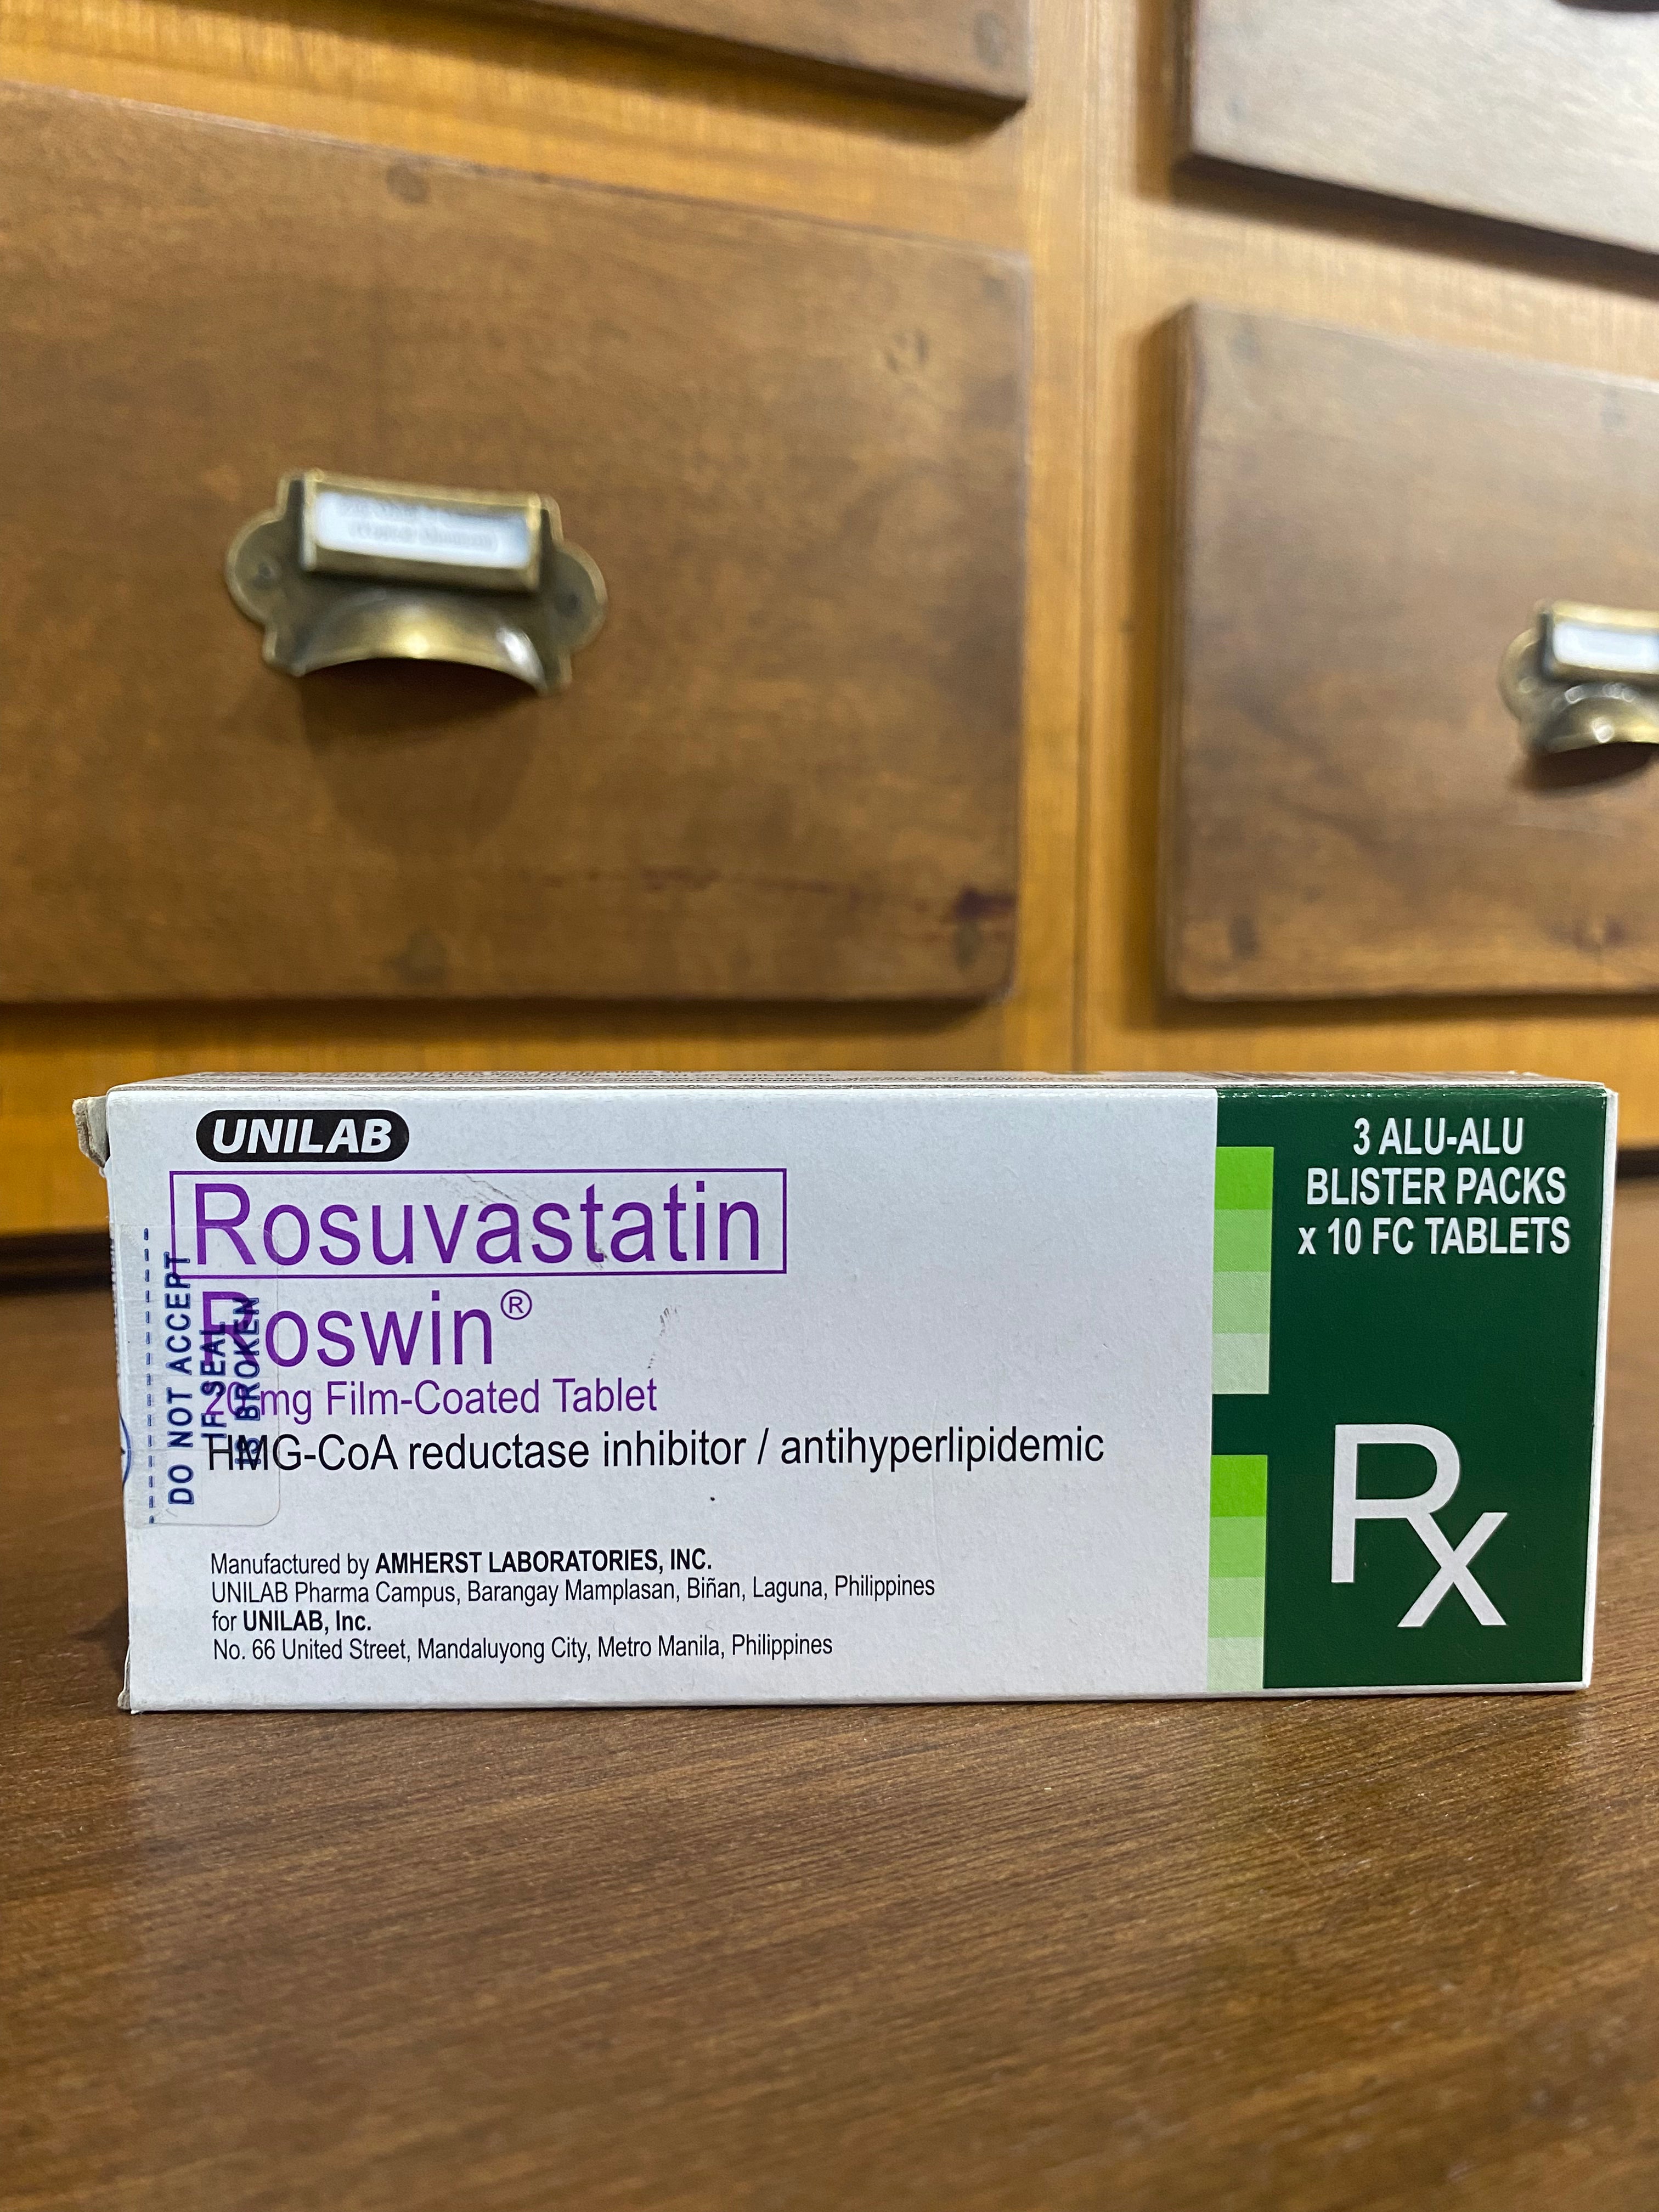 UNILAB
Rosuvastatin
Roswin®
20 mg Film-Coated Tablet
HMG-CoA reductase inhibitor / antihyperlipidemic
Manufactured by AMHERST LABORATORIES, INC.
UNILAB Pharma Campus, Barangay Mamplasan, Biñan, Laguna, Philippines
for UNILAB, Inc.
No. 66 United Street, Mandaluyong City, Metro Manila, Philippines
DO NOT ACCEPT
IF SEAL
IS BROKEN
3 ALU-ALU
BLISTER PACKS
x 10 FC TABLETS
Rx